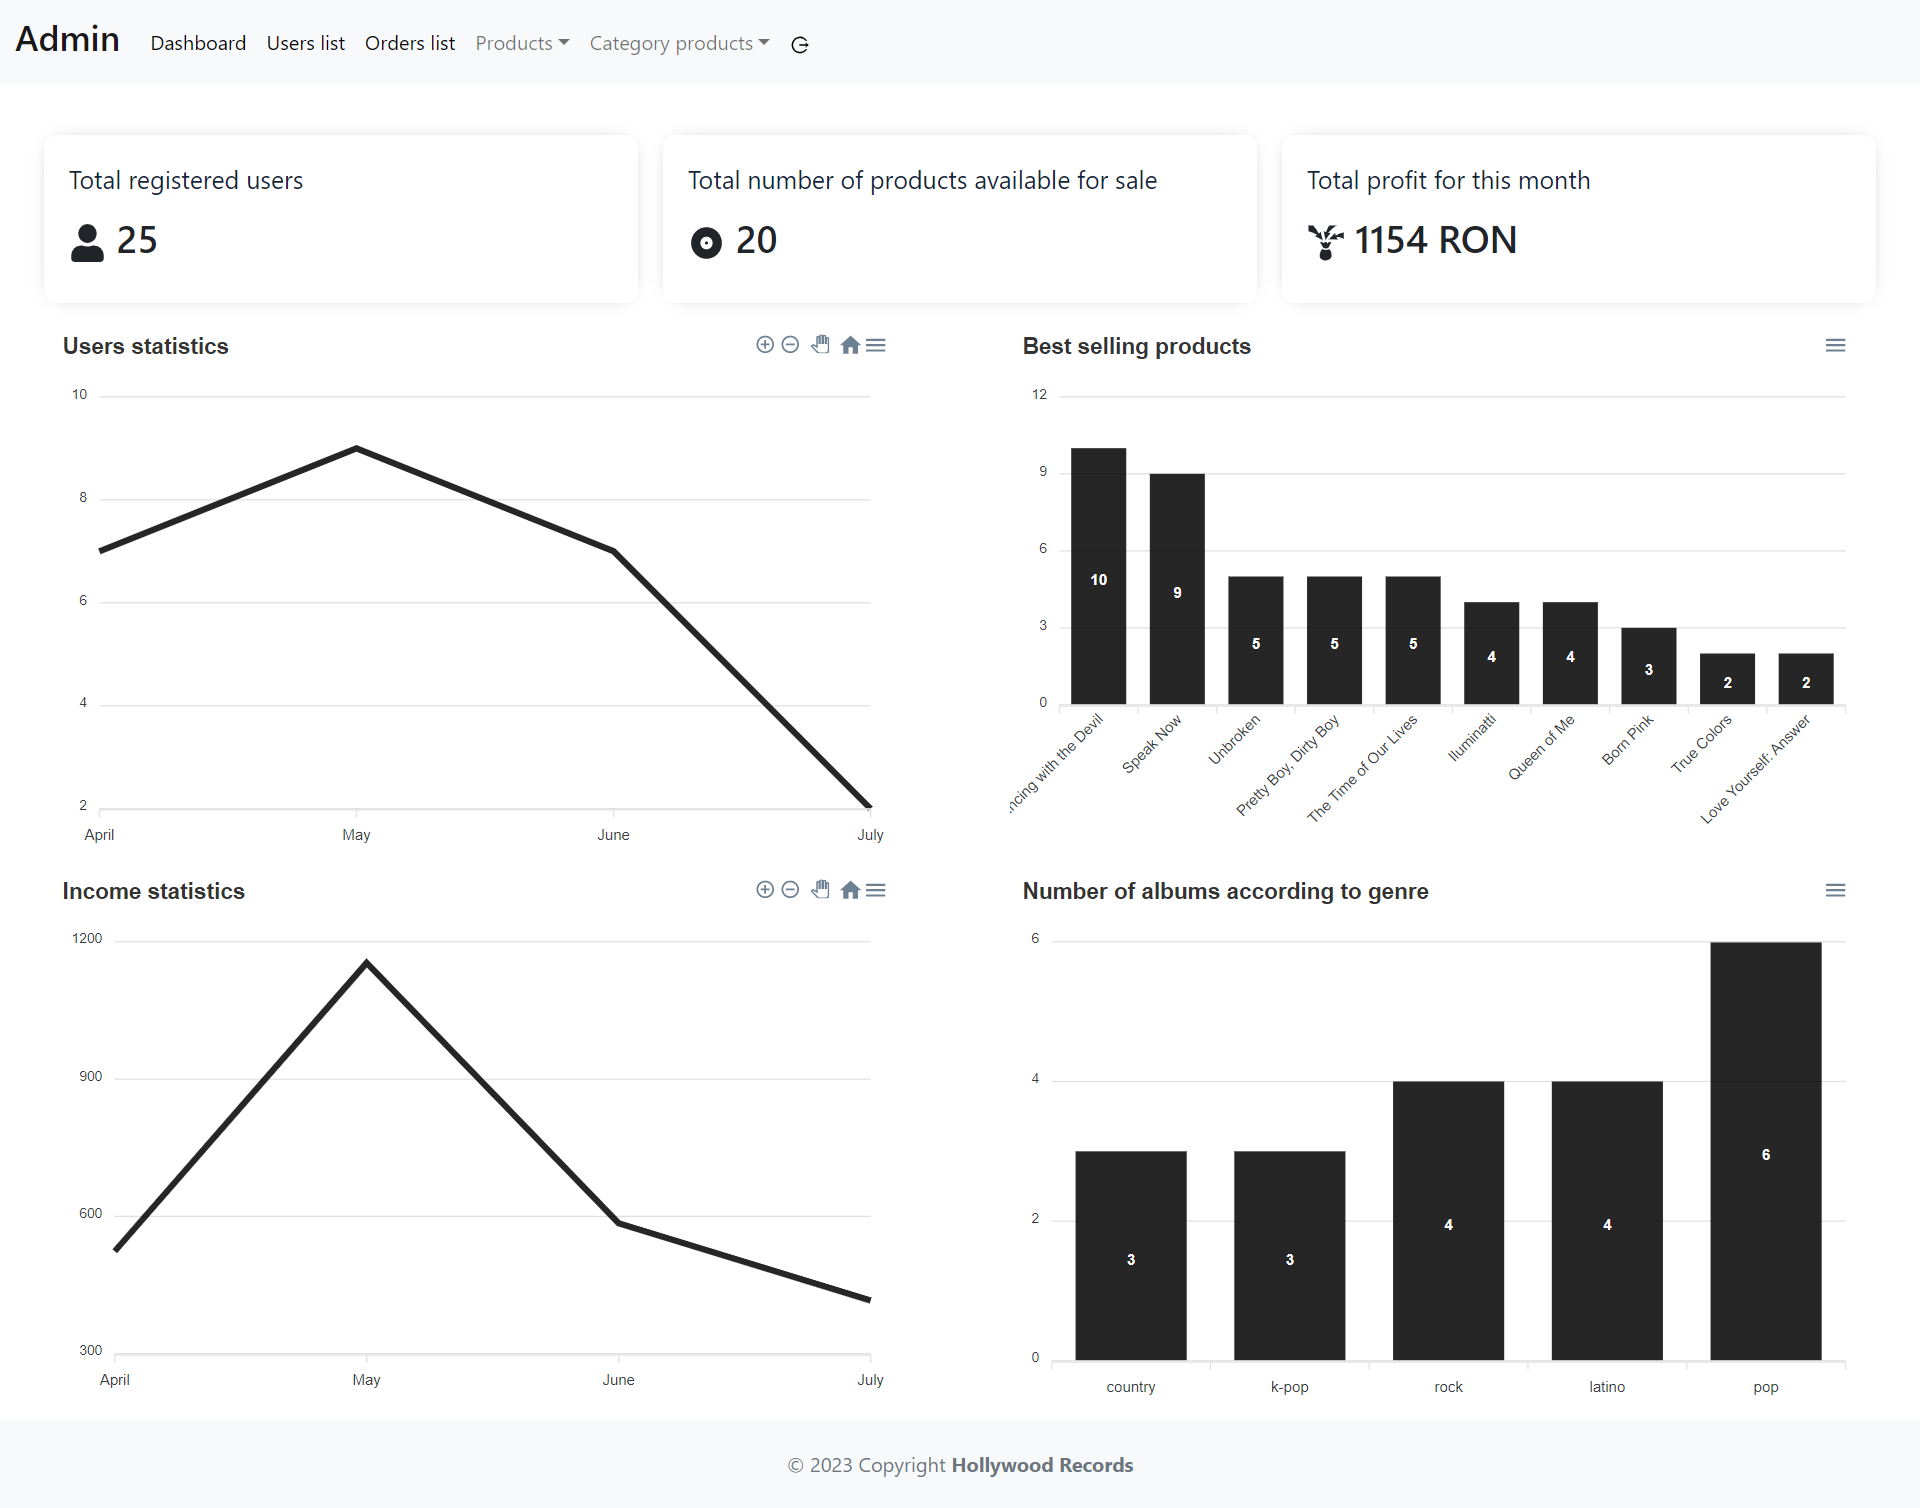 Admin Dashboard Users list Orders list Products Category products
Total registered users
25
Total number of products available for sale
20
Total profit for this month
1154 RON
Users statistics
10
8
6
4
2
April May June July
Best selling products
12
9
6
3
0
10 9 5 5 5 4 4 3 2 2
with the Devil
Speak Now
Unbroken
Pretty Boy, Dirty Boy
The Time of Our Lives
Iluminatti
Queen of Me
Born Pink
True Colors
Love Yourself: Answer
Income statistics
1200
900
600
300
April May June July
Number of albums according to genre
6
4
2
0
3 3 4 4 6
country k-pop rock latino pop
© 2023 Copyright Hollywood Records